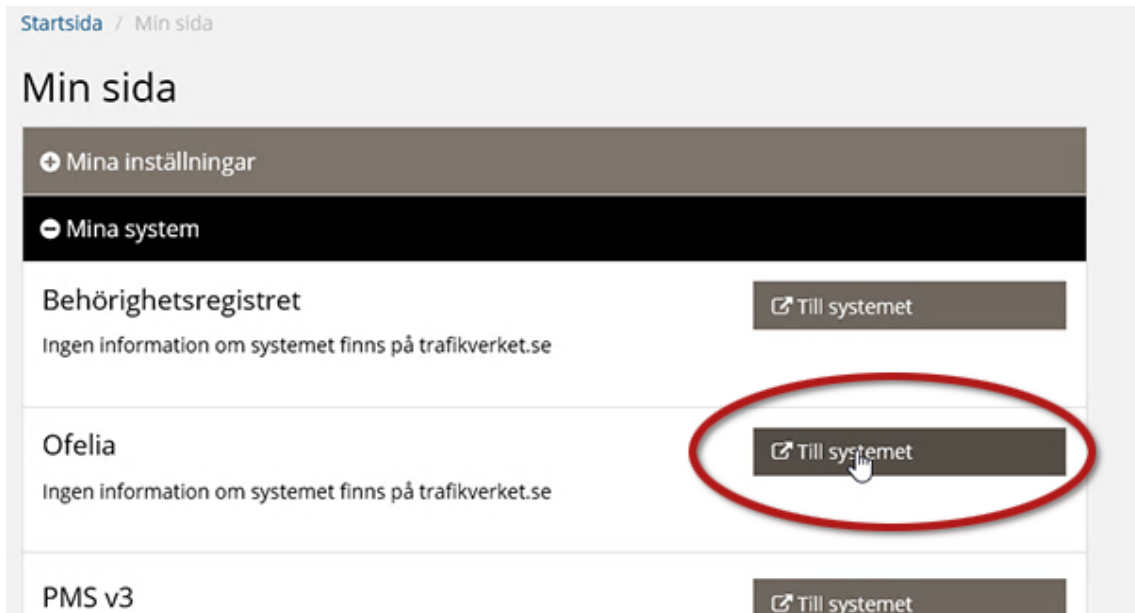 Startsida / Min sida
Min sida
Mina inställningar
Mina system
Behörighetsregistret
Till systemet
Ingen information om systemet finns på trafikverket.se
Ofelia
Till systemet
Ingen information om systemet finns på trafikverket.se
PMS v3
Till systemet